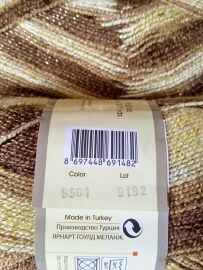 8 697448 691482
Color Lot
9501 9192
Made in Turkey
Производство Турция
ЯРНАРТ ГОУЛД МЕЛАНЖ